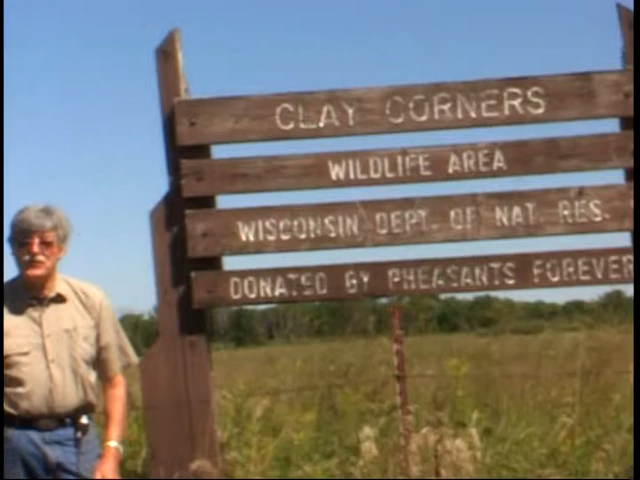 CLAY CORNERS
WILDLIFE AREA
WISCONSIN DEPT. OF NAT. RES.
DONATED BY PHEASANTS FOREVER